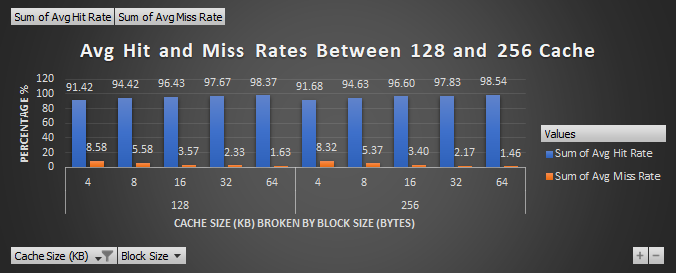 Sum of Avg Hit Rate Sum of Avg Miss Rate
Avg Hit and Miss Rates Between 128 and 256 Cache
PERCENTAGE %
120
100
80
60
40
20
0
91.42 94.42 96.43 97.67 98.37 91.68 94.63 96.60 97.83 98.54
8.58 5.58 3.57 2.33 1.63 8.32 5.37 3.40 2.17 1.46
4 8 16 32 64 4 8 16 32 64
128 256
CACHE SIZE (KB) BROKEN BY BLOCK SIZE (BYTES)
Values
Sum of Avg Hit Rate
Sum of Avg Miss Rate
Cache Size (KB) Block Size
+ −